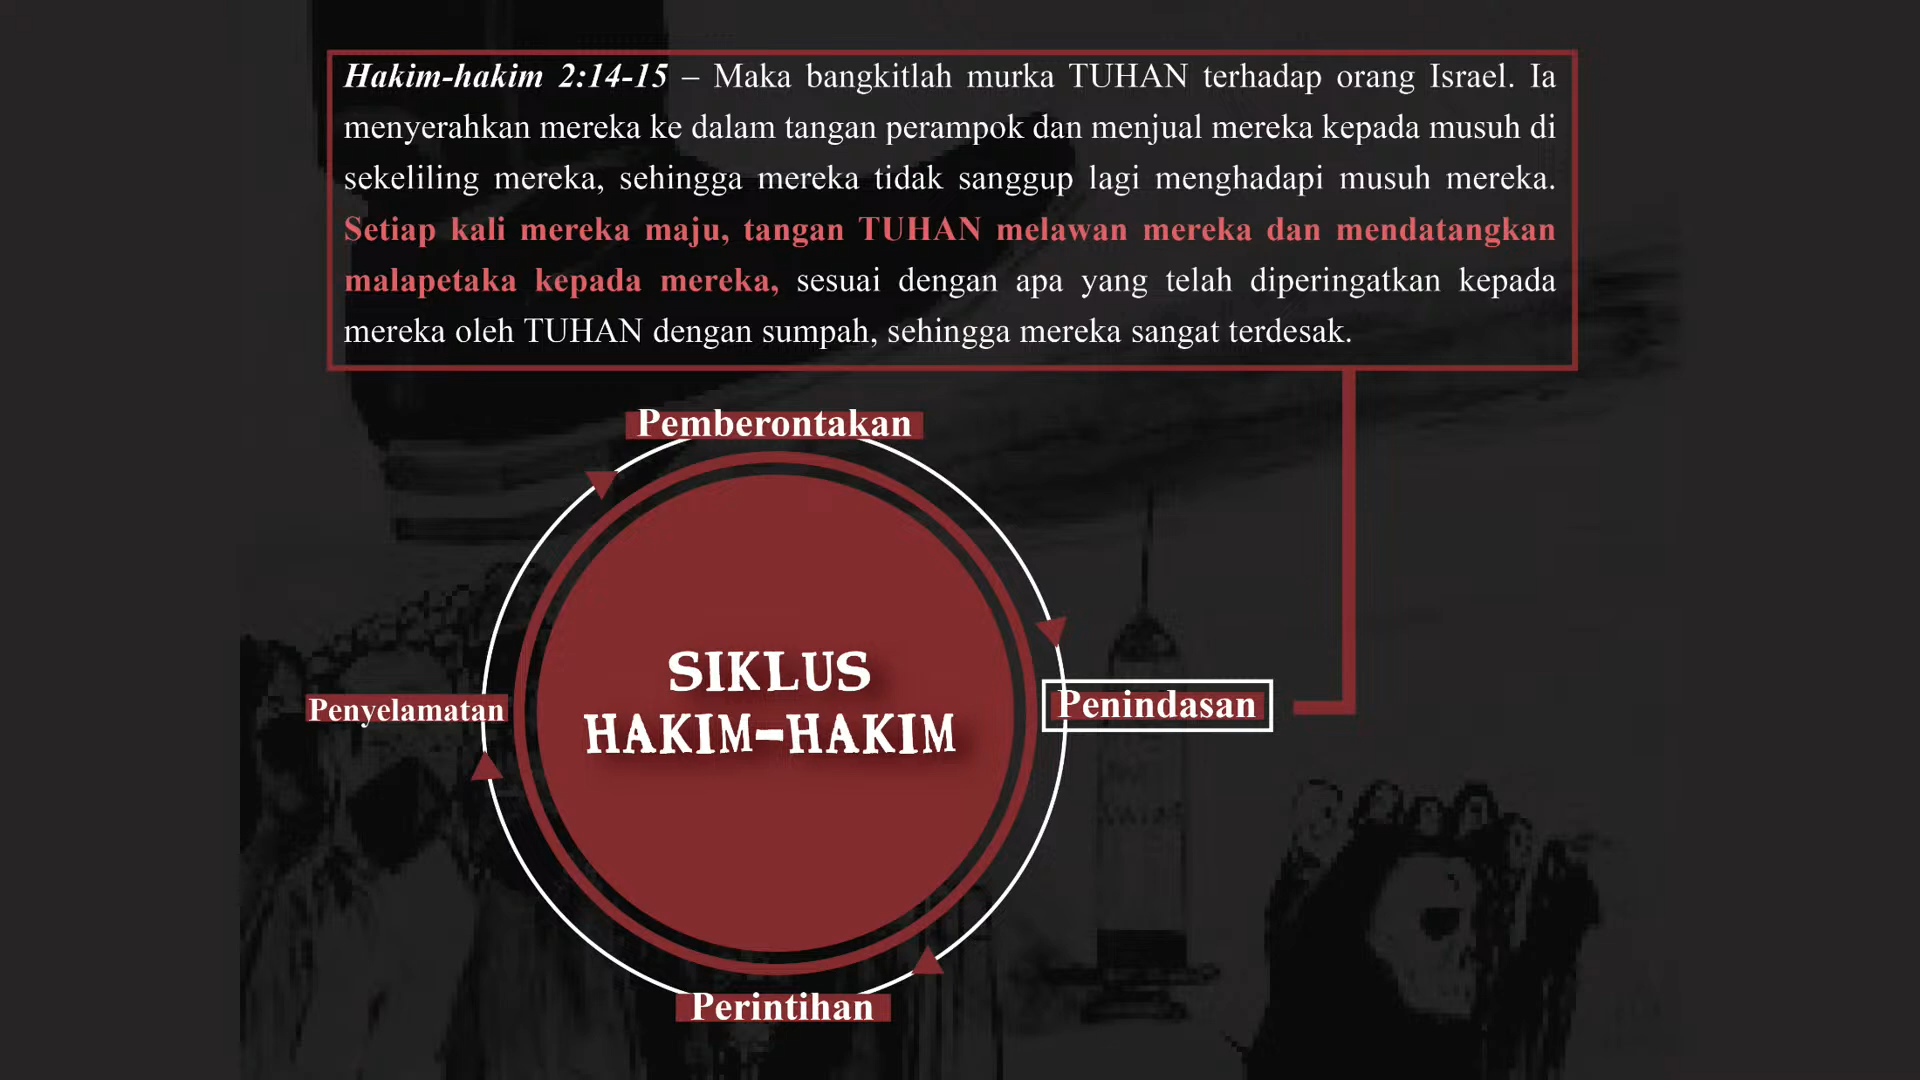 Hakim-hakim 2:14-15 – Maka bangkitlah murka TUHAN terhadap orang Israel. Ia
menyerahkan mereka ke dalam tangan perampok dan menjual mereka kepada musuh di
sekeliling mereka, sehingga mereka tidak sanggup lagi menghadapi musuh mereka.
Setiap kali mereka maju, tangan TUHAN melawan mereka dan mendatangkan
malapetaka kepada mereka, sesuai dengan apa yang telah diperingatkan kepada
mereka oleh TUHAN dengan sumpah, sehingga mereka sangat terdesak.
Pemberontakan
SIKLUS
HAKIM-HAKIM
Penindasan
Penyelamatan
Perintihan